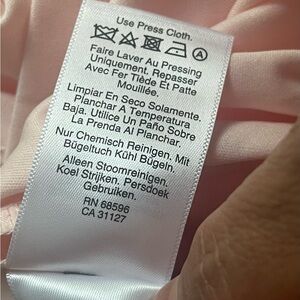 Use Press Cloth.
A
Faire Laver Au Pressing
Uniquement. Repasser
Avec Fer Tiède Et Patte
Mouillée.
Limpiar En Seco Solamente.
Planchar A Temperatura
Baja. Utilice Un Paño Sobre
La Prenda Al Planchar.
Nur Chemisch Reinigen. Mit
Bügeltuch Kühl Bügeln.
Alleen Stoomreinigen.
Koel Strijken. Persdoek
Gebruiken.
RN 68596
CA 31127